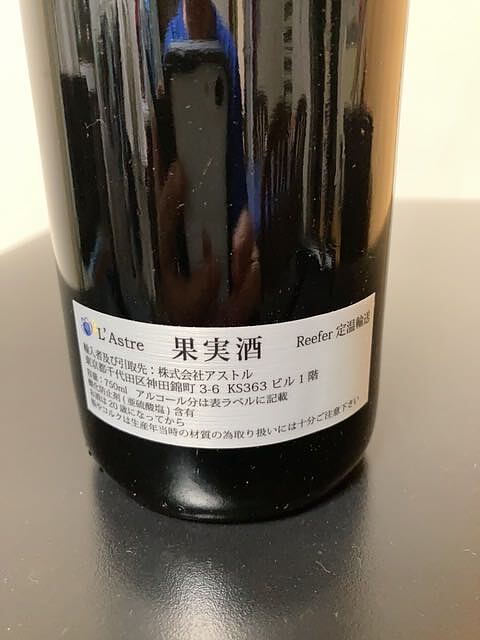 L'Astre 果実酒 Reefer 定温輸送
輸入者及び引取先：株式会社アストル
東京都千代田区神田錦町 3-6 KS363 ビル 1 階
容量：750ml アルコール分は表ラベルに記載
酸化防止剤 ( 亜硫酸塩 ) 含有
お酒は 20 歳になってから
瓶やコルクは生産年当時の材質の為取り扱いには十分ご注意下さい